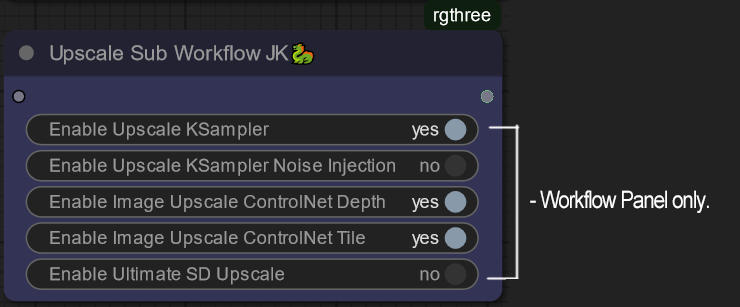 rgthree
Upscale Sub Workflow JK🐉
Enable Upscale KSampler yes
Enable Upscale KSampler Noise Injection no
Enable Image Upscale ControlNet Depth yes
- Workflow Panel only.
Enable Image Upscale ControlNet Tile yes
Enable Ultimate SD Upscale no